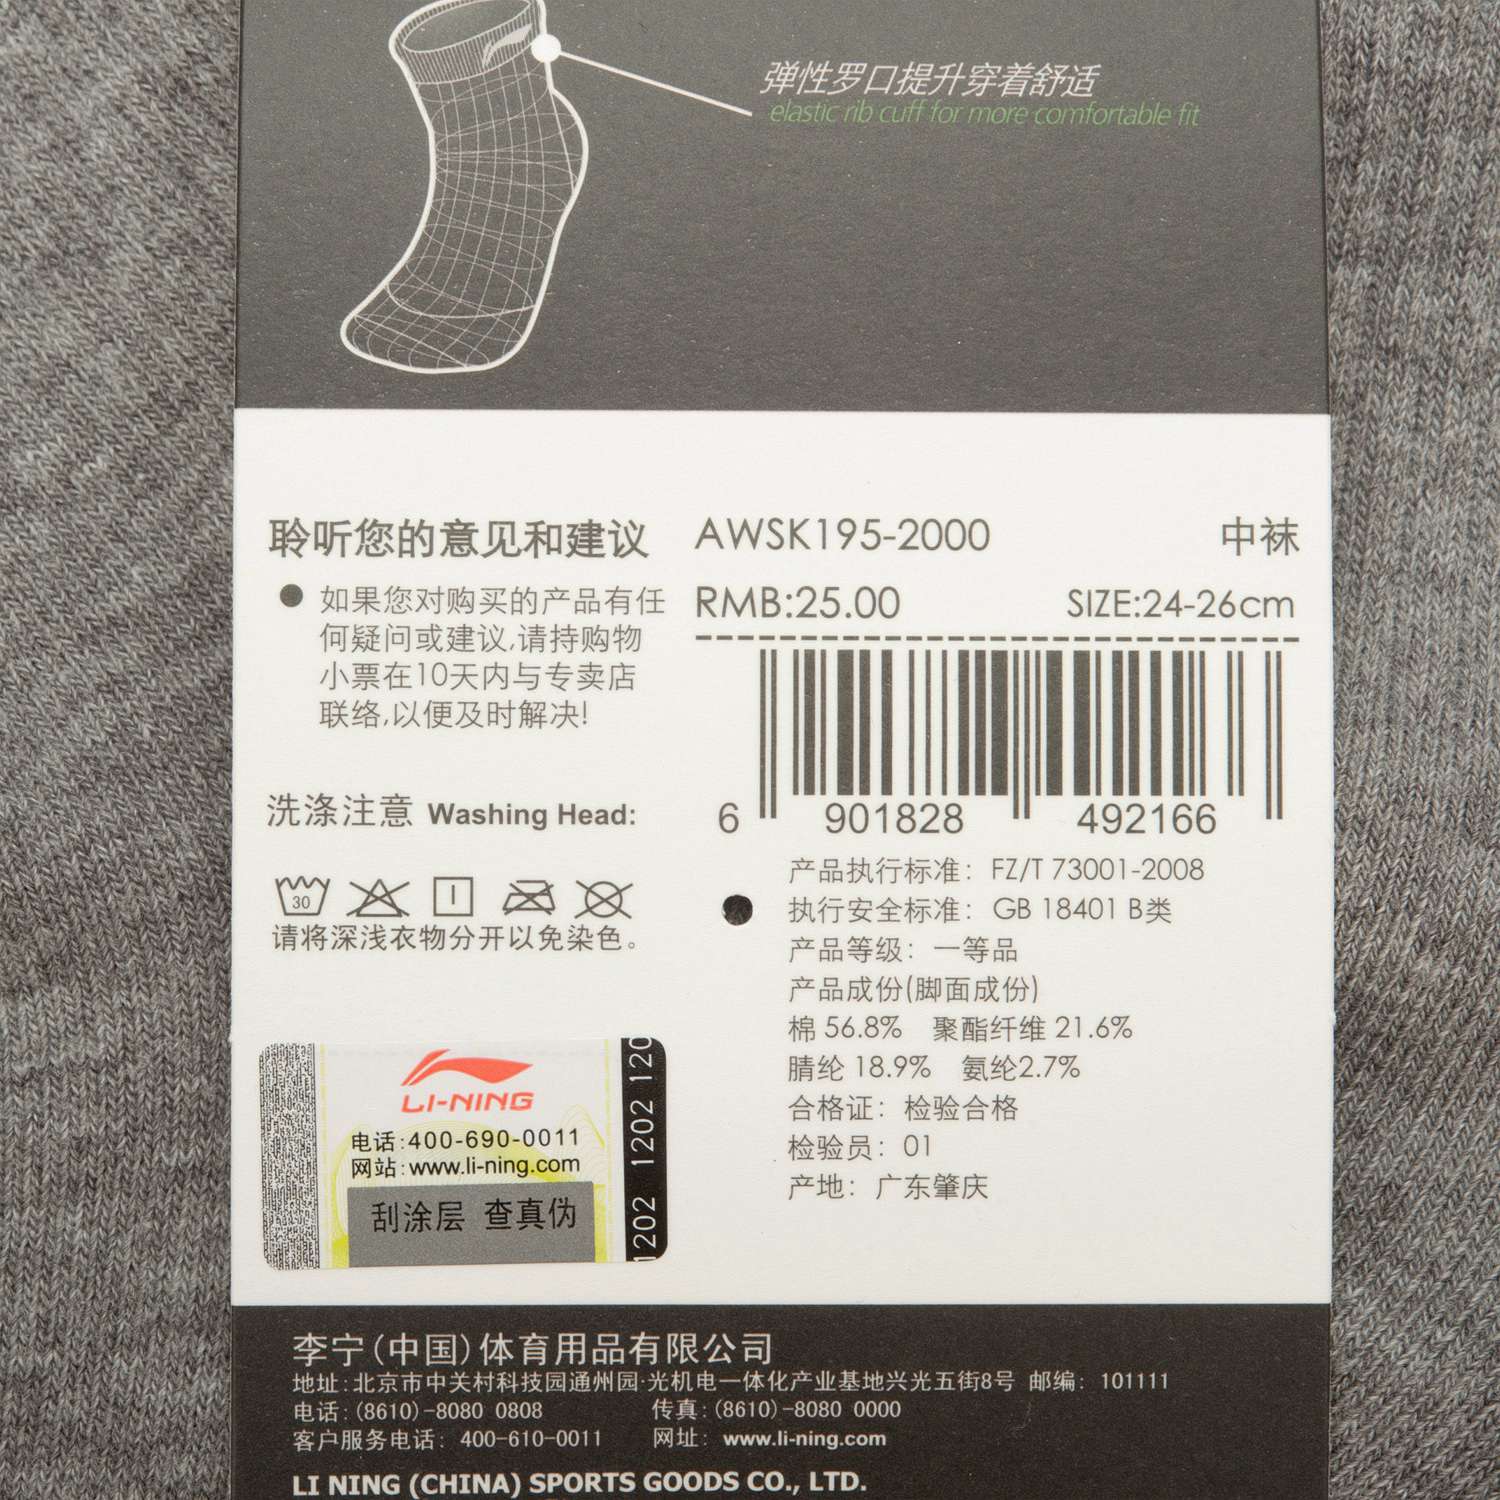 弹性罗口提升穿着舒适
elastic rib cuff for more comfortable fit
聆听您的意见和建议
如果您对购买的产品有任
何疑问或建议,请持购物
小票在10天内与专卖店
联络,以便及时解决!
洗涤注意 Washing Head:
30
请将深浅衣物分开以免染色。
AWSK195-2000 中袜
RMB:25.00 SIZE:24-26cm
6 901828 492166
产品执行标准: FZ/T 73001-2008
执行安全标准: GB 18401 B类
产品等级: 一等品
产品成份(脚面成份)
棉 56.8% 聚酯纤维 21.6%
腈纶 18.9% 氨纶2.7%
合格证: 检验合格
检验员: 01
产地: 广东肇庆
LI-NING
电话:400-690-0011
网站:www.li-ning.com
刮涂层 查真伪
1202 1202 120
李宁(中国)体育用品有限公司
地址:北京市中关村科技园通州园·光机电一体化产业基地兴光五街8号 邮编: 101111
电话:(8610)-8080 0808 传真:(8610)-8080 0000
客户服务电话: 400-610-0011 网址: www.li-ning.com
LI NING (CHINA) SPORTS GOODS CO., LTD.